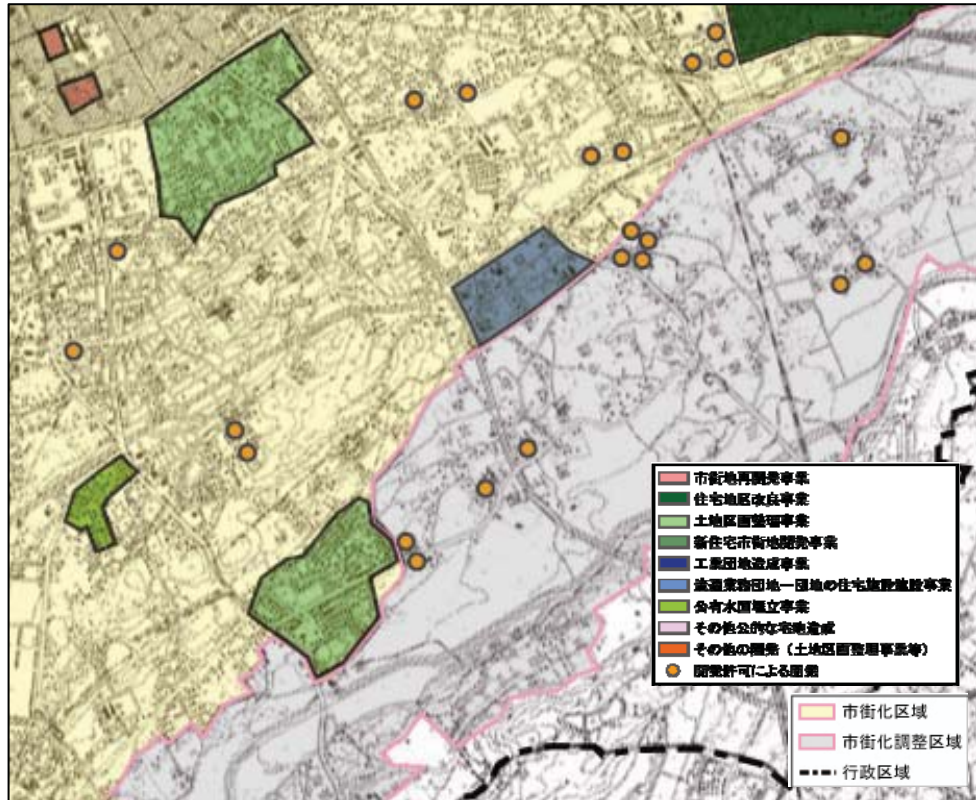 市街地再開発事業
住宅地区改良事業
土地区画整理事業
新住宅市街地開発事業
工業団地造成事業
流通業務団地一団地の住宅施設施設事業
公有水面埋立事業
その他公的な宅地造成
その他の開発（土地区画整理事業等）
開発許可による開発
市街化区域
市街化調整区域
行政区域